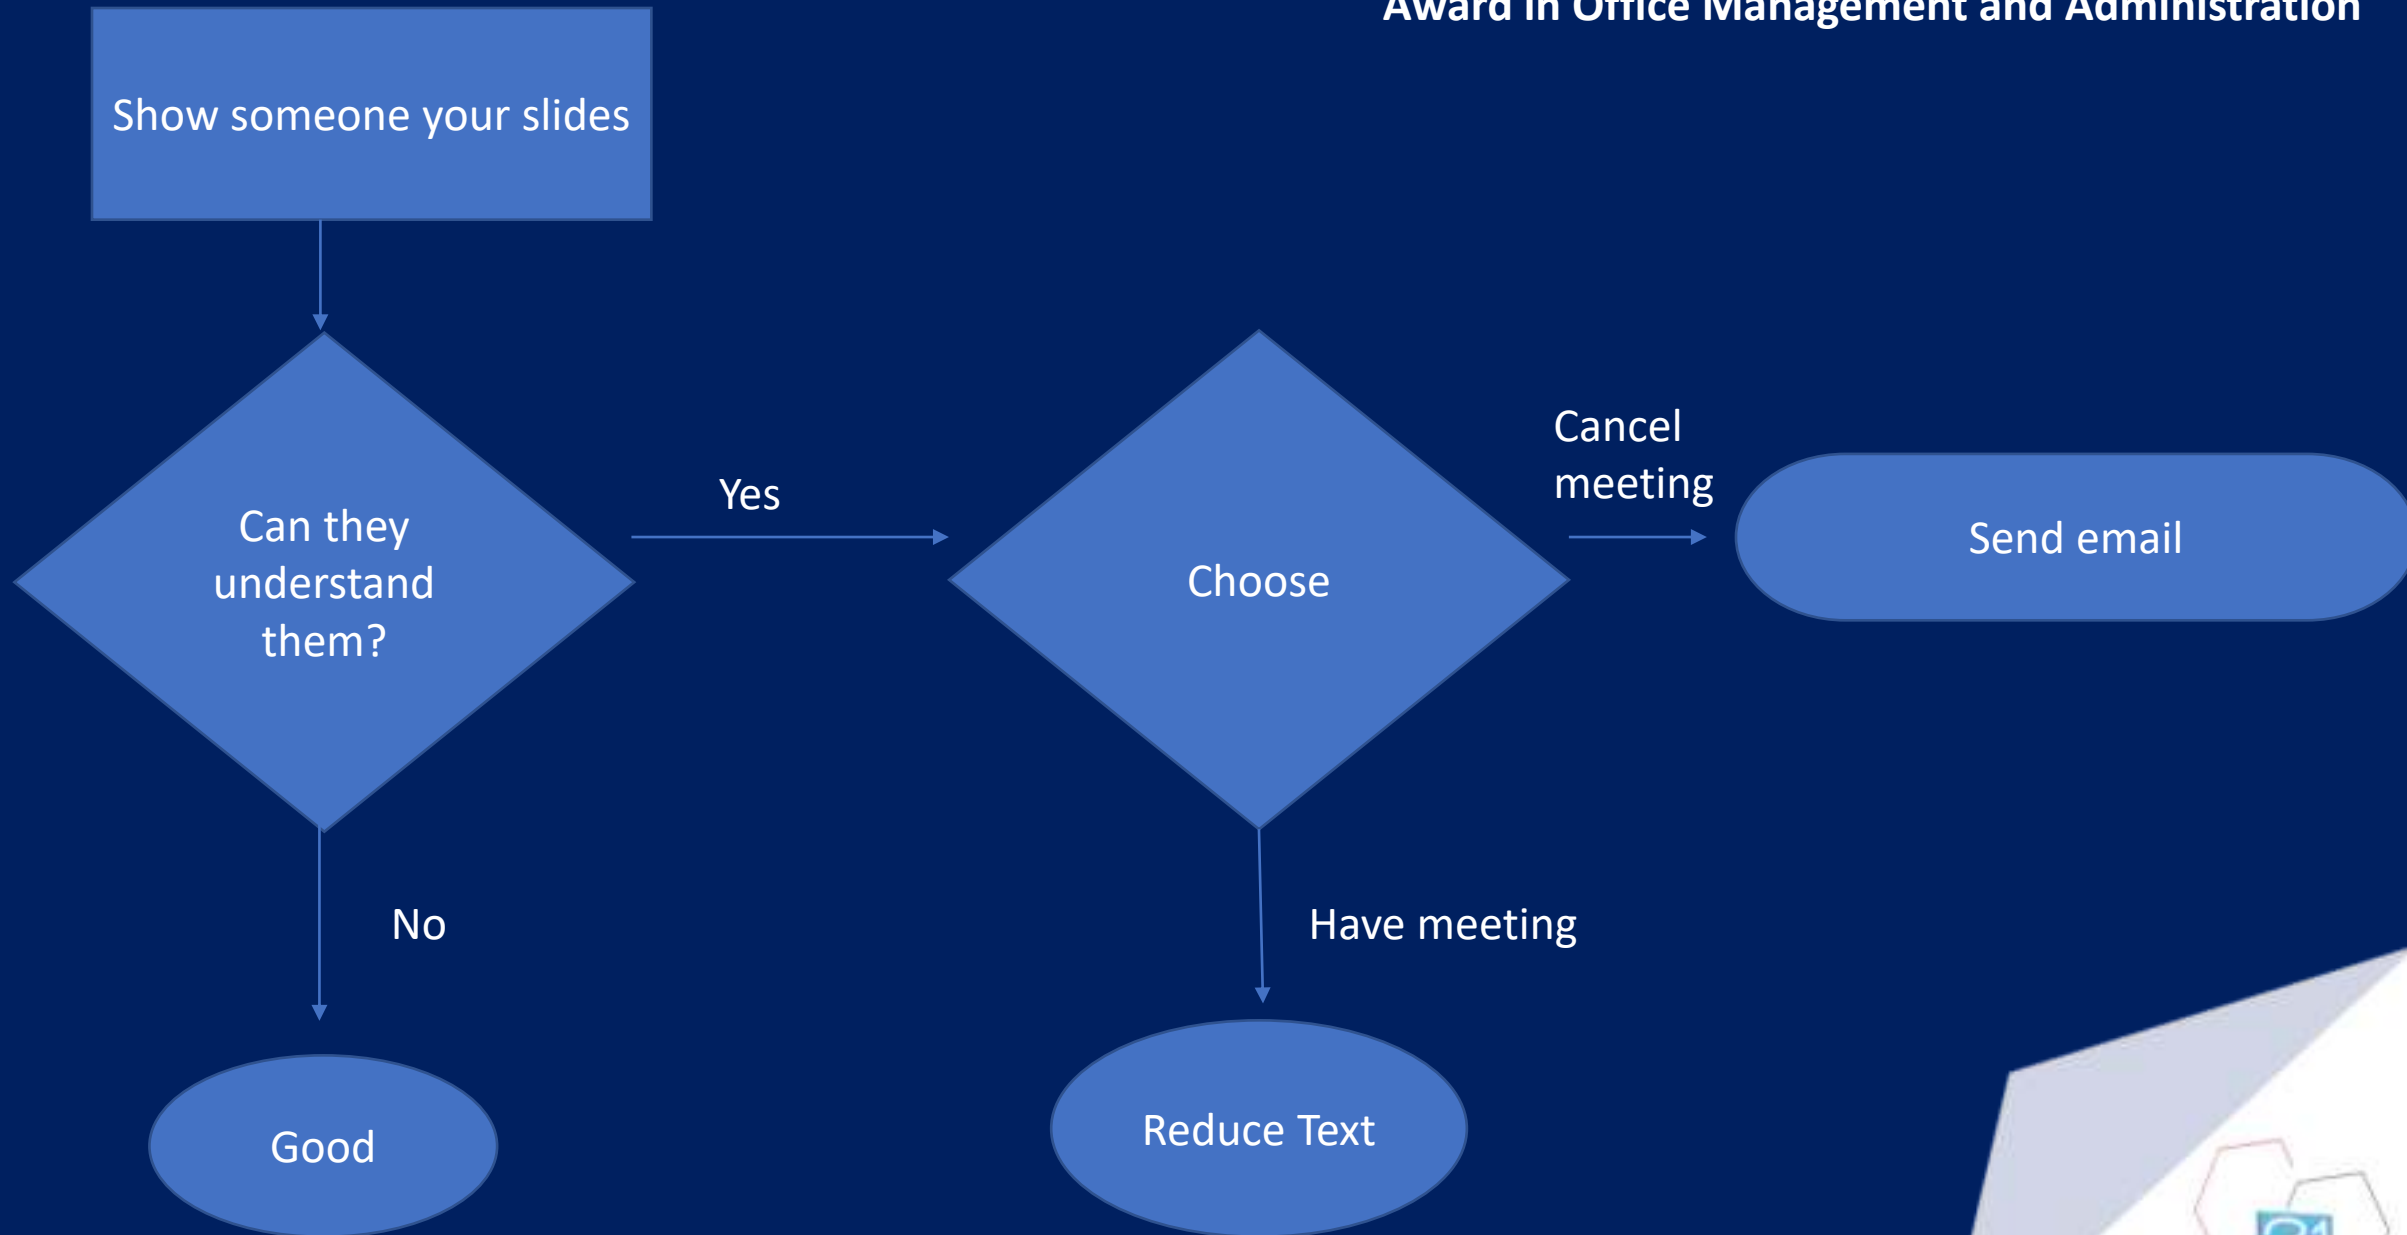 Award in Office Management and Administration
Show someone your slides
Can they
understand
them?
Yes
Choose
Cancel
meeting
Send email
No
Have meeting
Good
Reduce Text